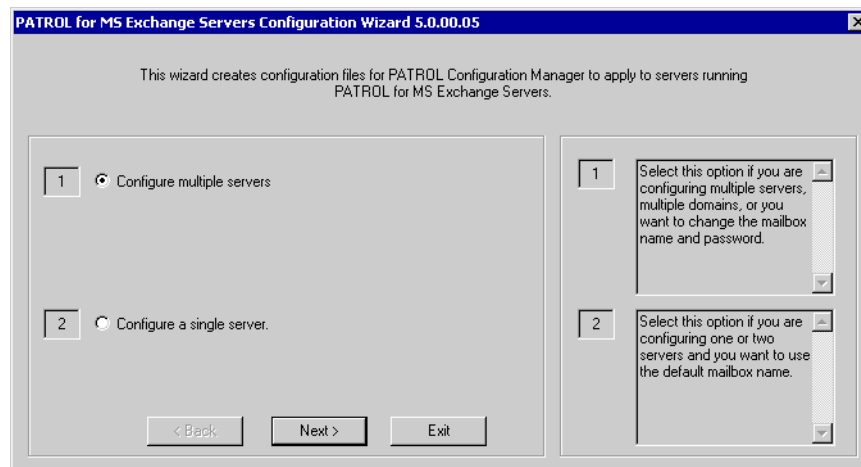 PATROL for MS Exchange Servers Configuration Wizard 5.0.00.05
This wizard creates configuration files for PATROL Configuration Manager to apply to servers running
PATROL for MS Exchange Servers.
1
Configure multiple servers
2
Configure a single server.
< Back
Next >
Exit
1
Select this option if you are
configuring multiple servers,
multiple domains, or you
want to change the mailbox
name and password.
2
Select this option if you are
configuring one or two
servers and you want to use
the default mailbox name.